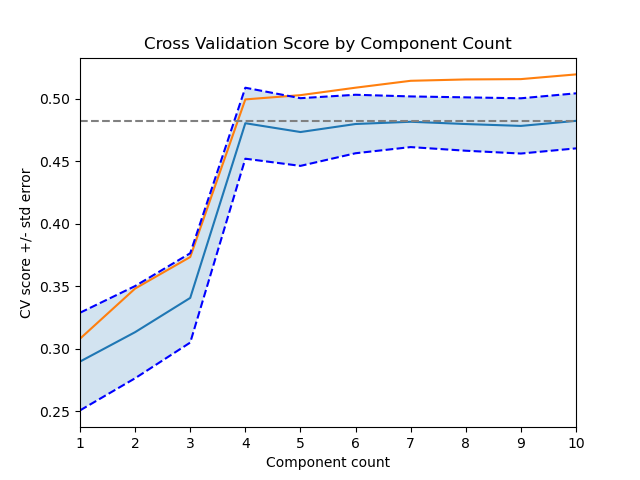 Cross Validation Score by Component Count
CV score +/- std error
0.50
0.45
0.40
0.35
0.30
0.25
1 2 3 4 5 6 7 8 9 10
Component count